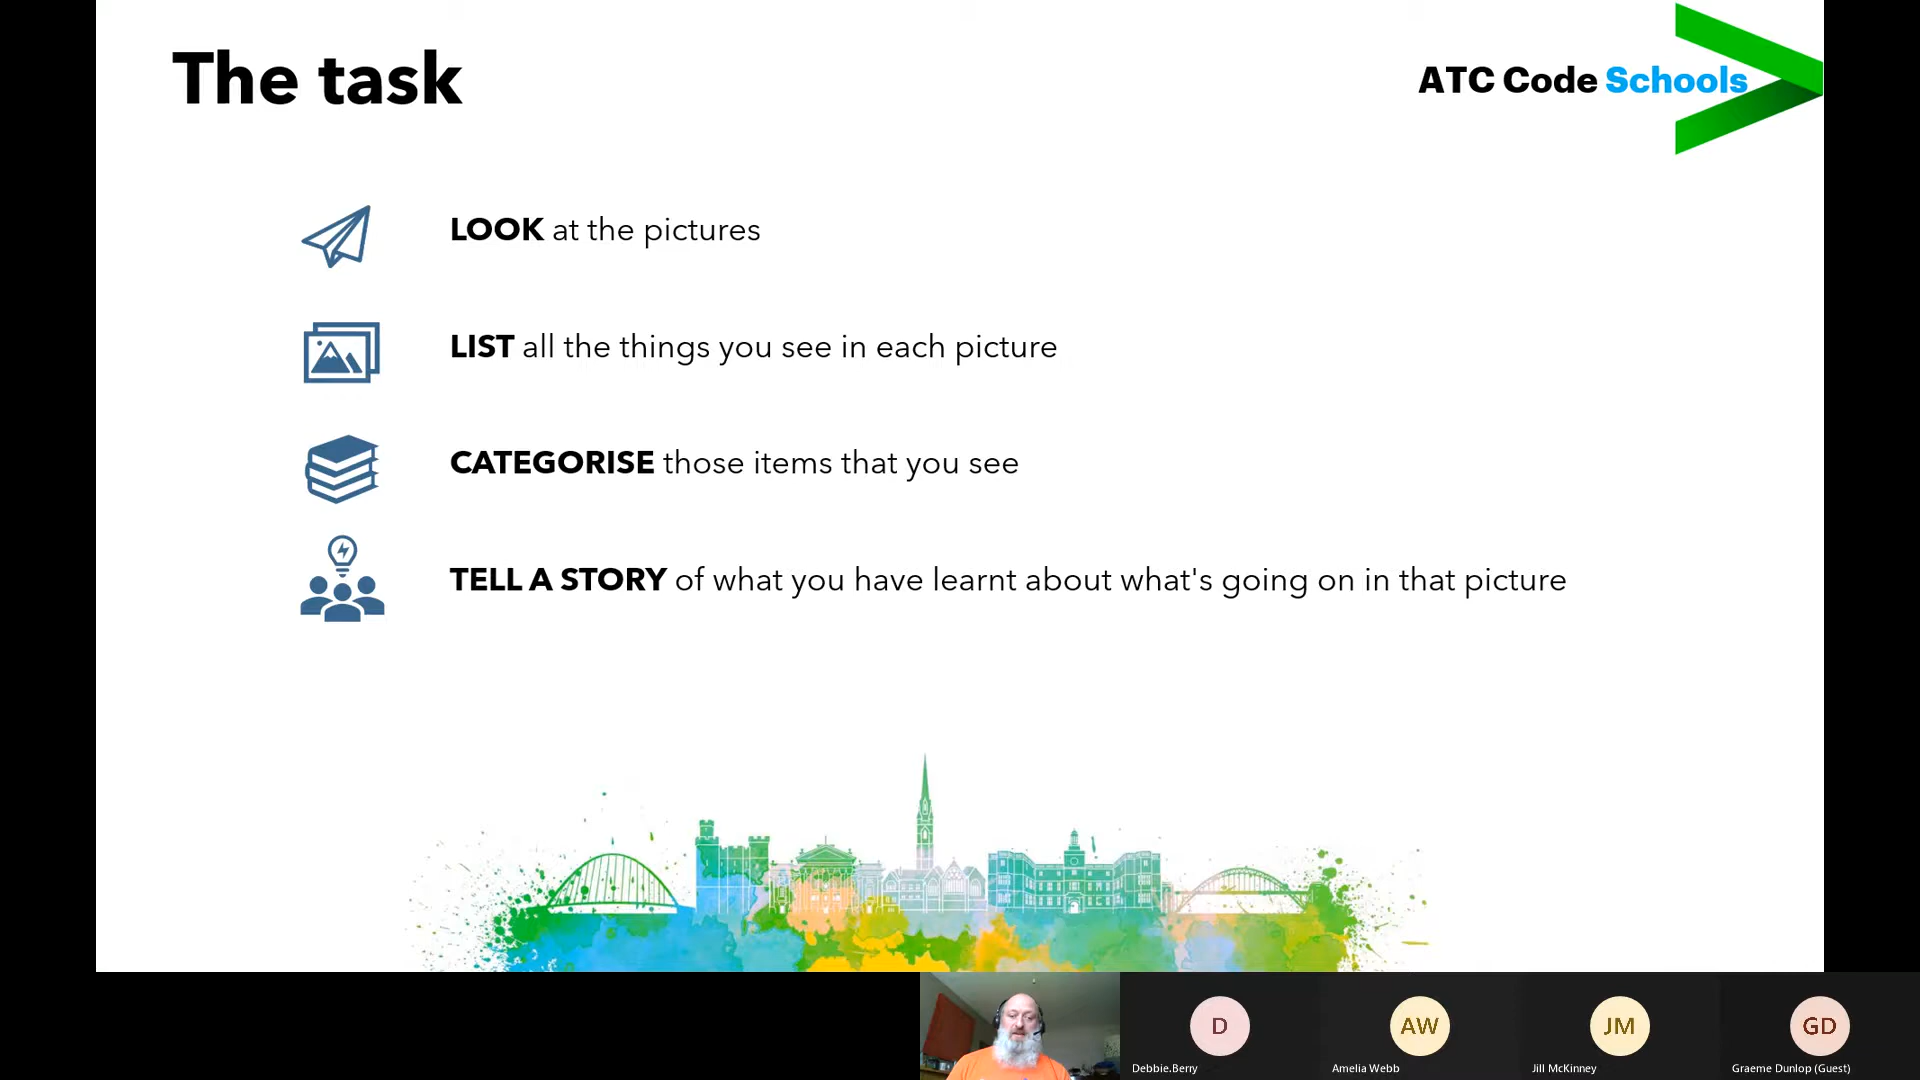 The task
ATC Code Schools
LOOK at the pictures
LIST all the things you see in each picture
CATEGORISE those items that you see
TELL A STORY of what you have learnt about what's going on in that picture
D
AW
JM
GD
Debbie.Berry
Amelia Webb
Jill McKinney
Graeme Dunlop (Guest)